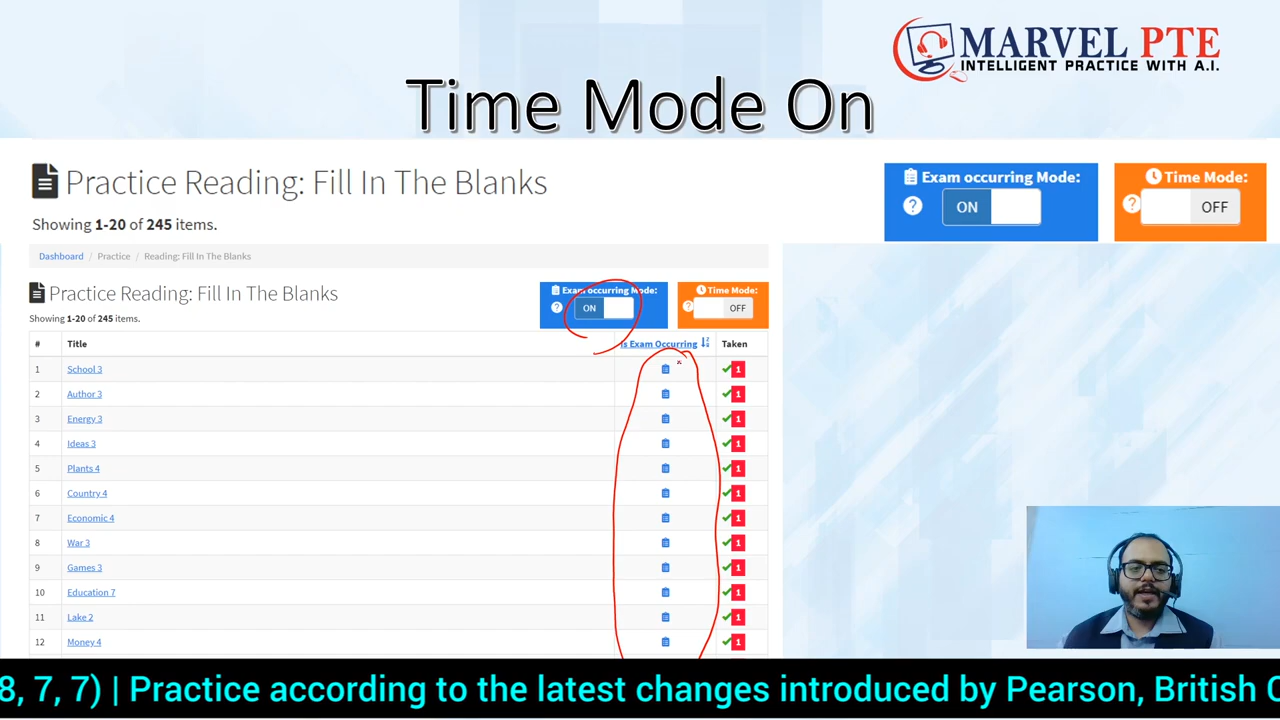 MARVEL PTE
INTELLIGENT PRACTICE WITH A.I.
Time Mode On
Practice Reading: Fill In The Blanks
Showing 1-20 of 245 items.
Exam occurring Mode:
? ON
Time Mode:
? OFF
Dashboard / Practice / Reading: Fill In The Blanks
Practice Reading: Fill In The Blanks
Showing 1-20 of 245 items.
Exam occurring Mode:
? ON
Time Mode:
? OFF
# Title Is Exam Occurring Taken
1 School 3 1
2 Author 3 1
3 Energy 3 1
4 Ideas 3 1
5 Plants 4 1
6 Country 4 1
7 Economic 4 1
8 War 3 1
9 Games 3 1
10 Education 7 1
11 Lake 2 1
12 Money 4 1
8, 7, 7) | Practice according to the latest changes introduced by Pearson, British C